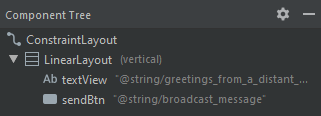 Component Tree
ConstraintLayout
LinearLayout (vertical)
Ab textView "@string/greetings_from_a_distant_...
sendBtn "@string/broadcast_message"